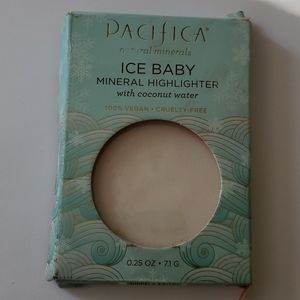 PACIFICA
natural minerals
ICE BABY
MINERAL HIGHLIGHTER
with coconut water
100% VEGAN • CRUELTY-FREE
0.25 OZ • 7.1 G